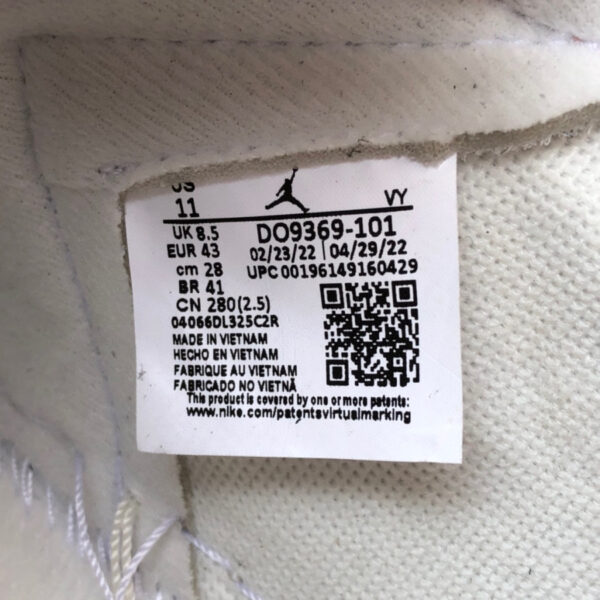 US
11
VY
UK 8.5
DO9369-101
EUR 43
02/23/22 | 04/29/22
cm 28
UPC 00196149160429
BR 41
CN 280(2.5)
04066DL325C2R
MADE IN VIETNAM
HECHO EN VIETNAM
FABRIQUE AU VIETNAM
FABRICADO NO VIETNÃ
This product is covered by one or more patents:
www.nike.com/patentsvirtualmarking